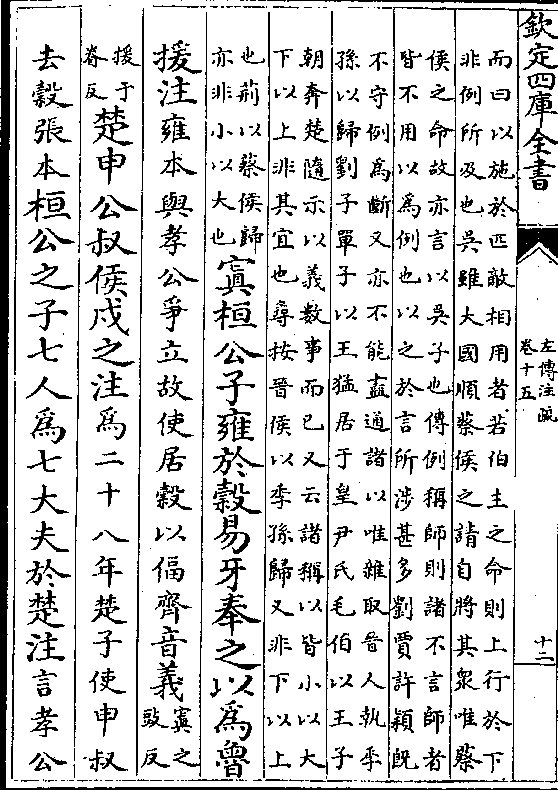 欽定四庫全書
左傳注疏
卷十五
十二
而曰以施於匹敵相用者若伯主之命則上行於下
非例所及也吳雖大國順蔡侯之請自將其衆唯蔡
侯之命故亦言以吳子也傳例稱師則諸不言師者
皆不用以為例也以之於言所涉甚多劉賈許潁既
不守例為斷又亦不能盡通諸以唯雜取晉人執季
孫以歸劉子單子以王猛居于皇尹氏毛伯以王子
朝奔楚隨示以義數事而已又云諸稱以皆小以大
下以上非其宜也尋按晉侯以季孫歸又非下以上
也荊以蔡侯歸
亦非小以大也
寘桓公子雍於穀易牙奉之以為魯
援注雍本與孝公爭立故使居穀以偪齊音義
寘之
豉反
援于
眷反
楚申公叔侯戍之注為二十八年楚子使申叔
去穀張本桓公之子七人為七大夫於楚注言孝公